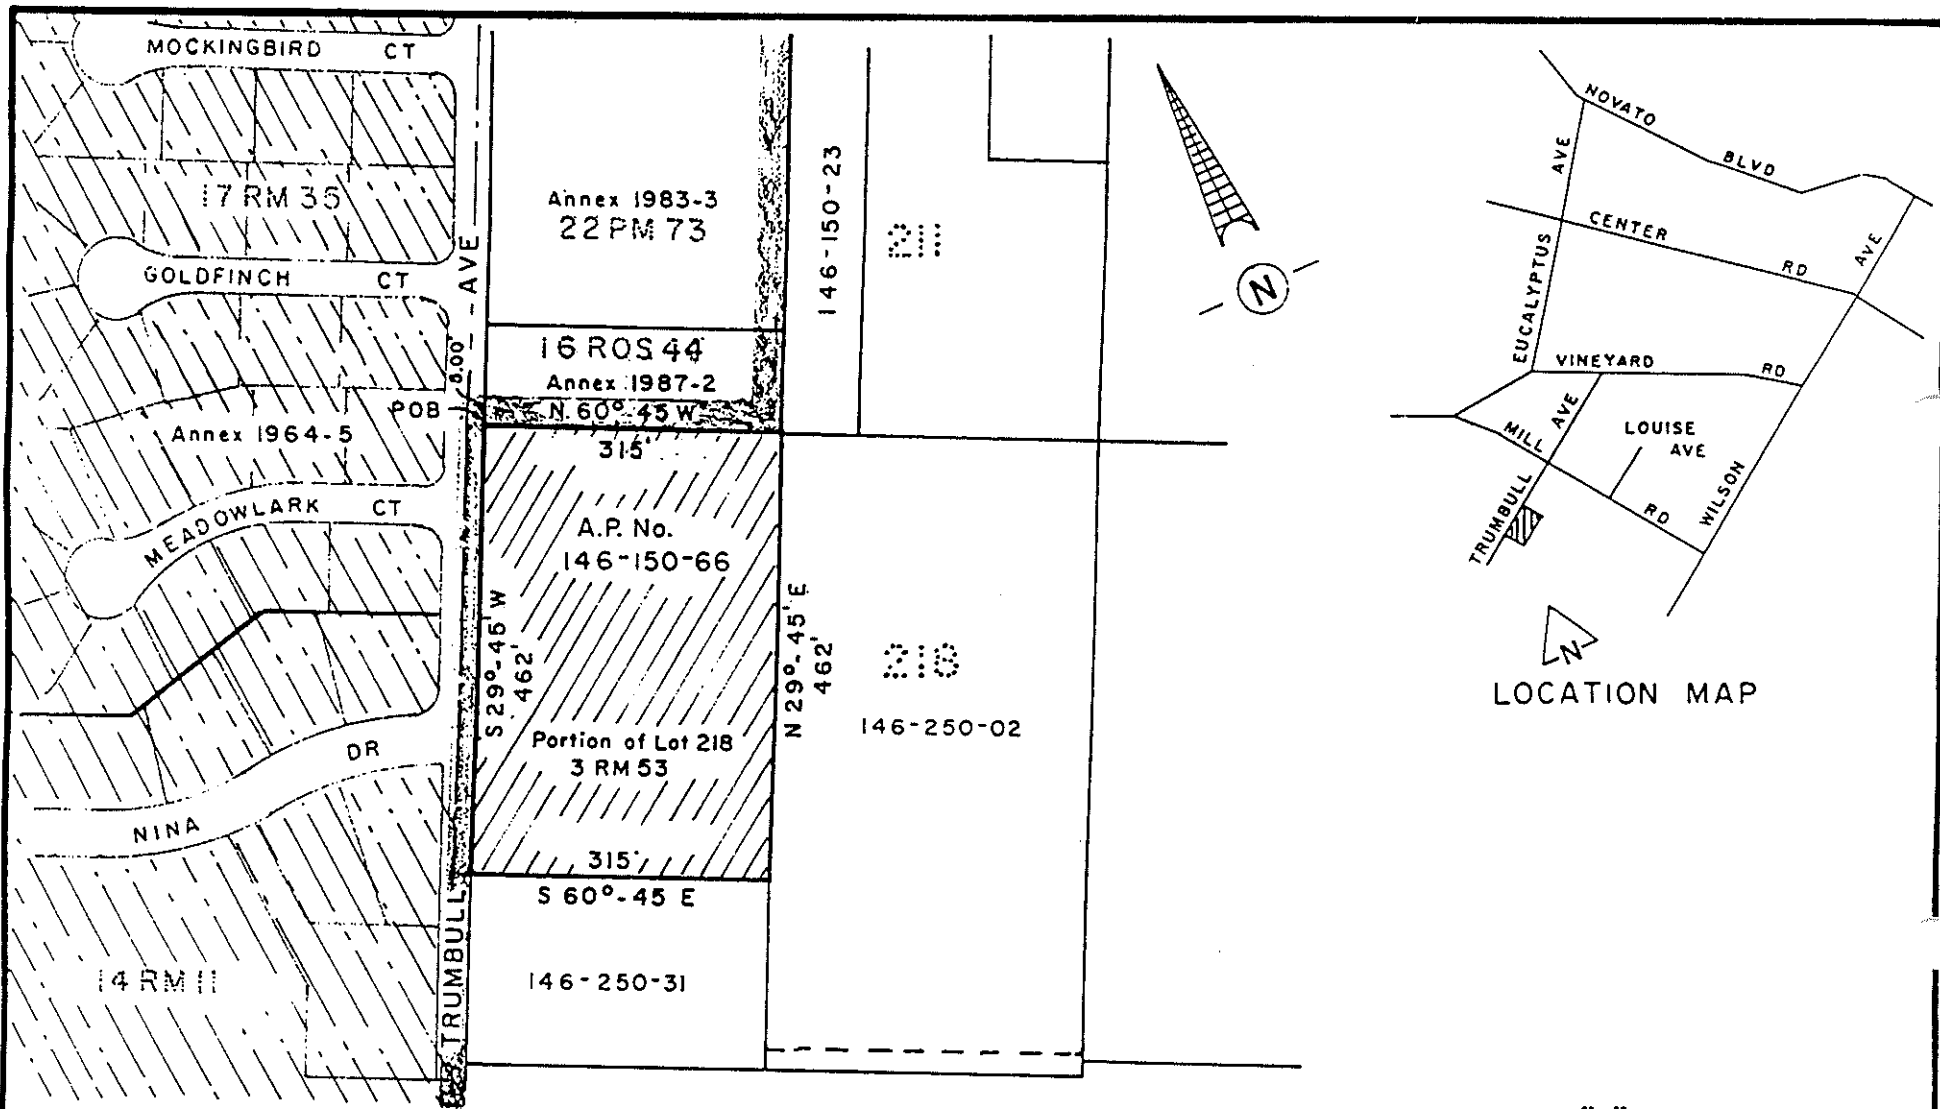 MOCKINGBIRD CT
17 RM 35
GOLDFINCH CT
AVE
8.00'
POB
Annex 1964-5
MEADOWLARK CT
NINA DR
14 RM 11
TRUMBULL
Annex 1983-3
22 PM 73
16 ROS 44
Annex 1987-2
N. 60°-45 W
315'
A.P. No.
146-150-66
S 29°-45' W
462'
N 29°-45' E
462'
Portion of Lot 218
3 RM 53
315'
S 60°-45 E
146-250-31
146-150-23
211
218
146-250-02
N
NOVATO BLVD
EUCALYPTUS AVE
CENTER RD
AVE
VINEYARD RD
AVE
MILL RD
LOUISE
AVE
WILSON
TRUMBULL
N
LOCATION MAP